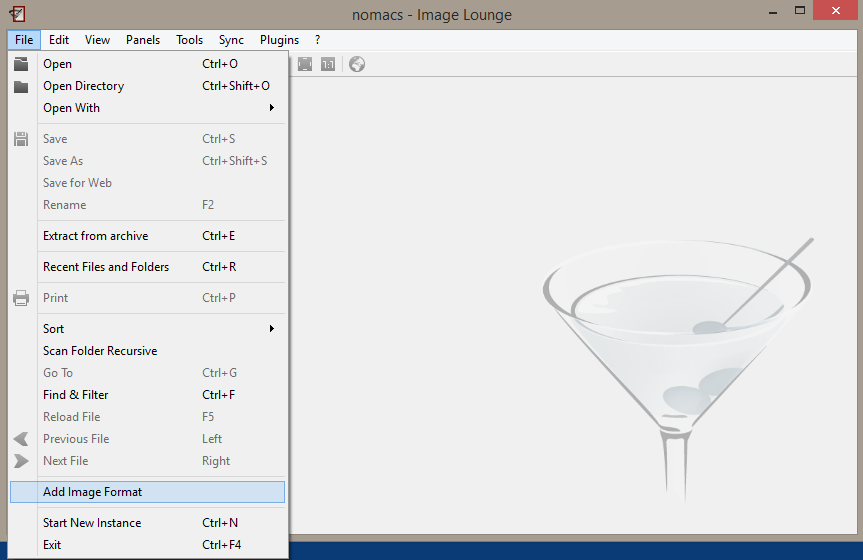 nomacs - Image Lounge
File Edit View Panels Tools Sync Plugins ?
Open Ctrl+O
Open Directory Ctrl+Shift+O
Open With
Save Ctrl+S
Save As Ctrl+Shift+S
Save for Web
Rename F2
Extract from archive Ctrl+E
Recent Files and Folders Ctrl+R
Print Ctrl+P
Sort
Scan Folder Recursive
Go To Ctrl+G
Find & Filter Ctrl+F
Reload File F5
Previous File Left
Next File Right
Add Image Format
Start New Instance Ctrl+N
Exit Ctrl+F4
1:1